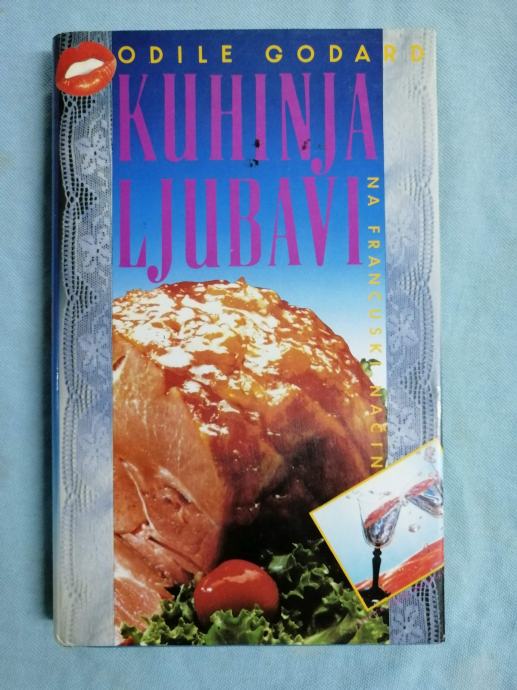 ODILE GODARD
KUHINJA
LJUBAVI
NA FRANCUSKI NAČIN